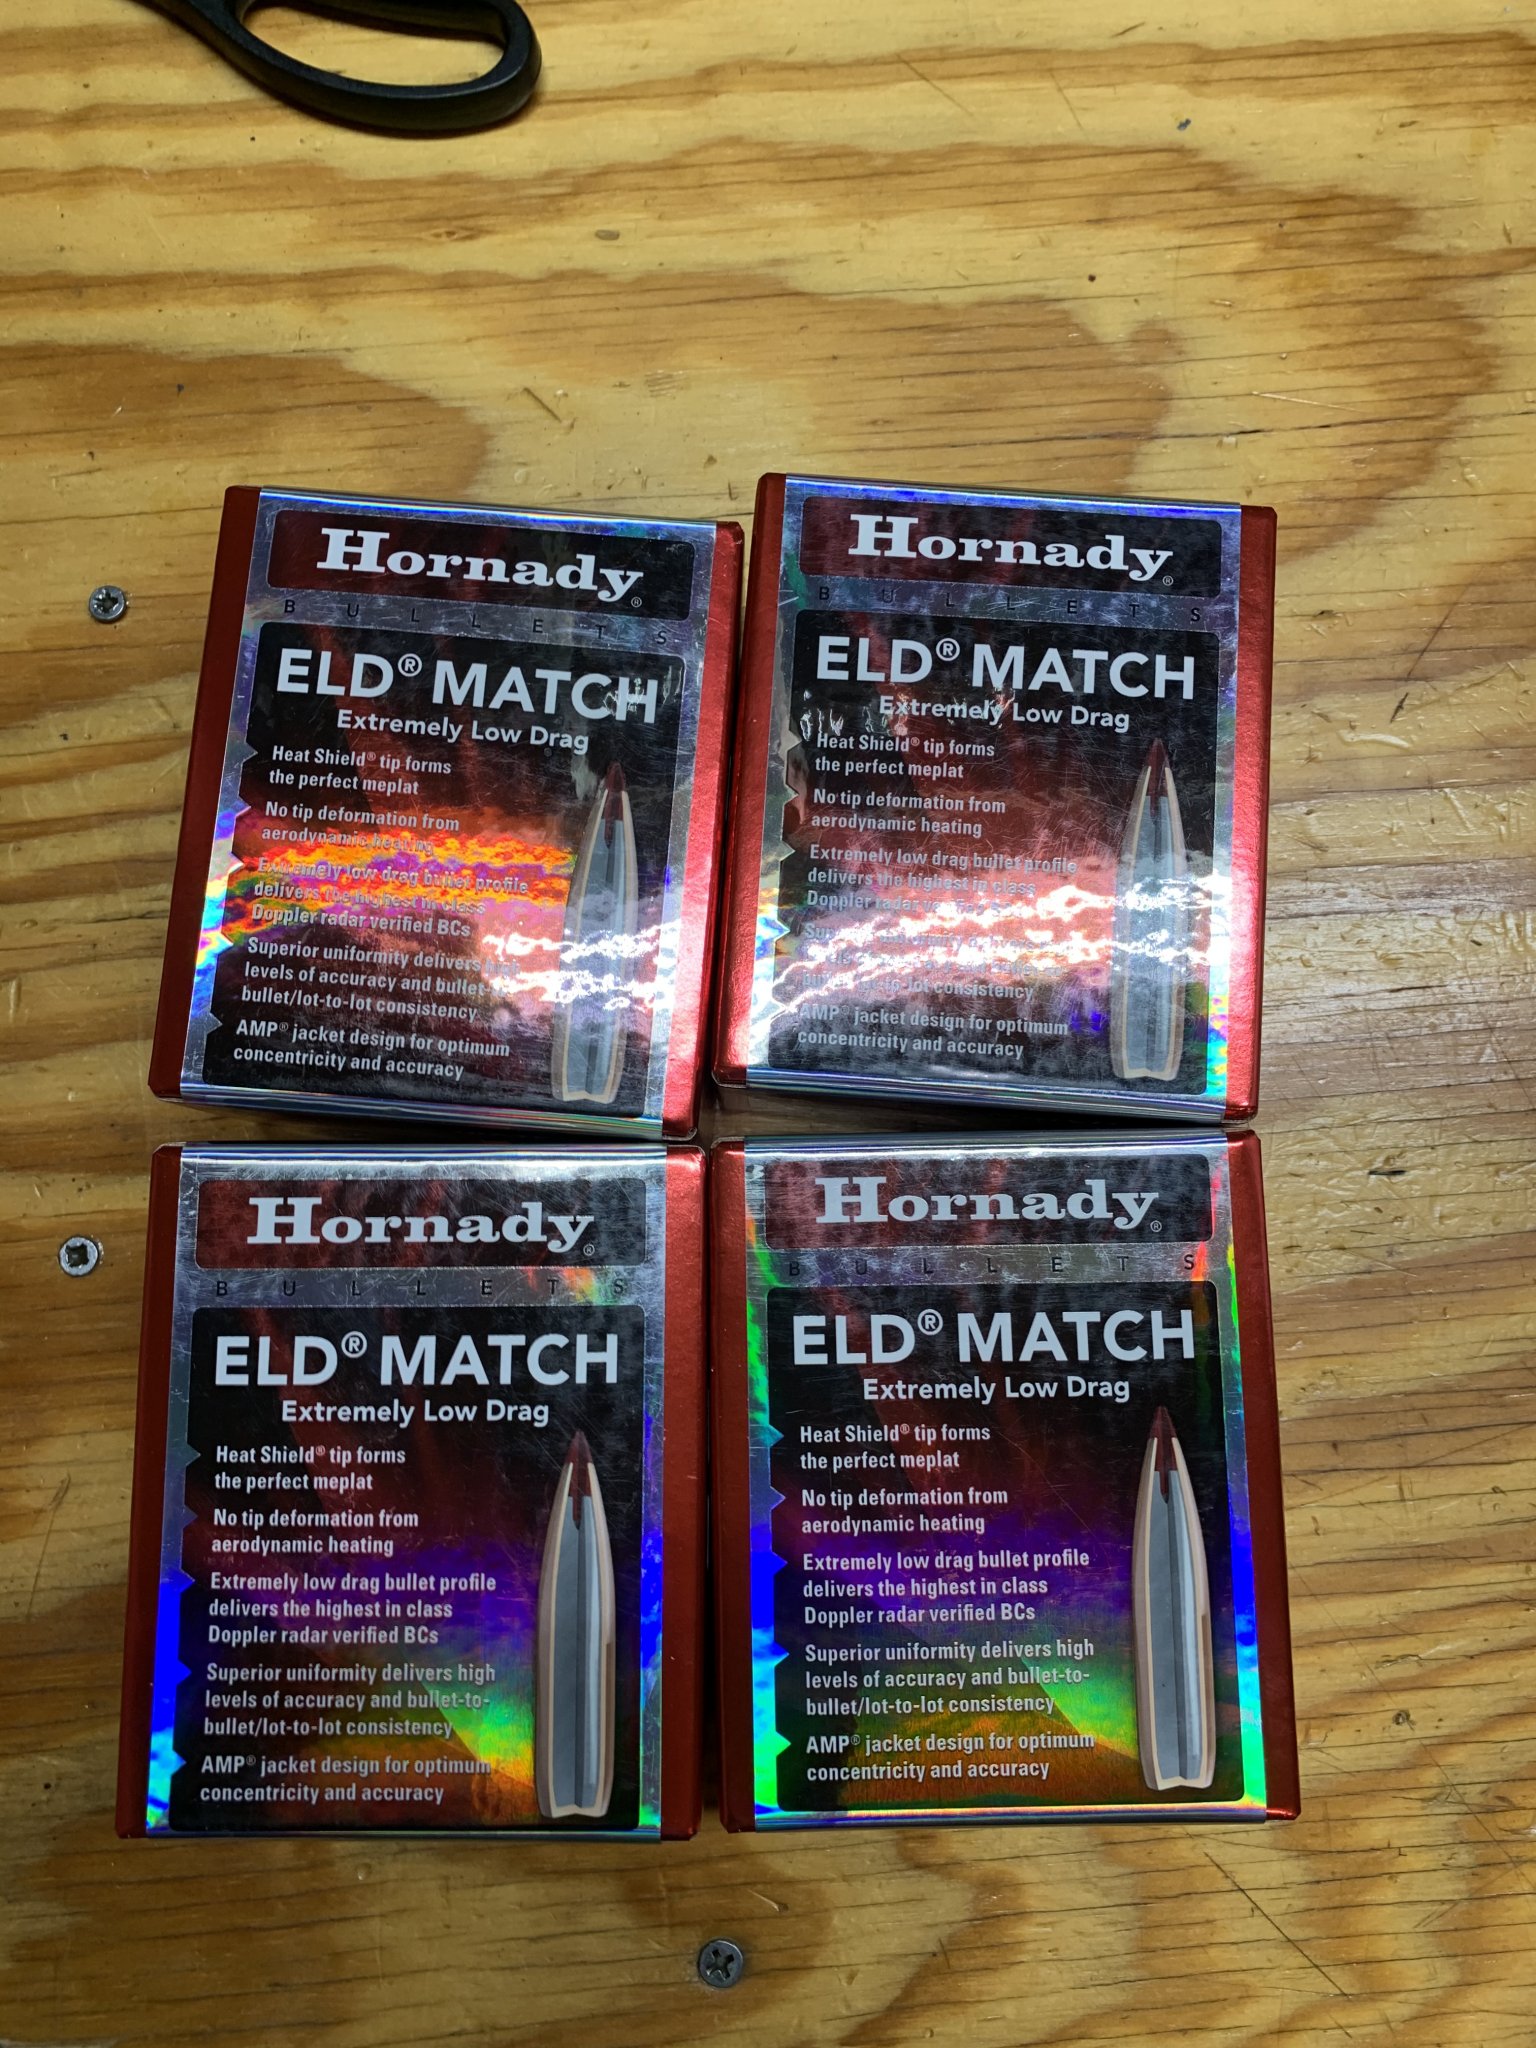 Hornady®
BULLETS
ELD® MATCH
Extremely Low Drag
Heat Shield® tip forms
the perfect meplat
No tip deformation from
aerodynamic heating
Extremely low drag bullet profile
delivers the highest in class
Doppler radar verified BCs
Superior uniformity delivers high
levels of accuracy and bullet-to-
bullet/lot-to-lot consistency
AMP® jacket design for optimum
concentricity and accuracy
Hornady®
BULLETS
ELD® MATCH
Extremely Low Drag
Heat Shield® tip forms
the perfect meplat
No tip deformation from
aerodynamic heating
Extremely low drag bullet profile
delivers the highest in class
Doppler radar verified
consistency
AMP® jacket design for optimum
concentricity and accuracy
Hornady®
BULLETS
ELD® MATCH
Extremely Low Drag
Heat Shield® tip forms
the perfect meplat
No tip deformation from
aerodynamic heating
Extremely low drag bullet profile
delivers the highest in class
Doppler radar verified BCs
Superior uniformity delivers high
levels of accuracy and bullet-to-
bullet/lot-to-lot consistency
AMP® jacket design for optimum
concentricity and accuracy
Hornady®
BULLETS
ELD® MATCH
Extremely Low Drag
Heat Shield® tip forms
the perfect meplat
No tip deformation from
aerodynamic heating
Extremely low drag bullet profile
delivers the highest in class
Doppler radar verified BCs
Superior uniformity delivers high
levels of accuracy and bullet-to-
bullet/lot-to-lot consistency
AMP® jacket design for optimum
concentricity and accuracy